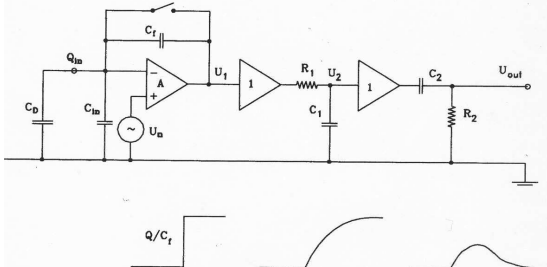 C_f
Q_in
A
-
+
U_1
1
R_1
U_2
1
C_2
U_out
C_D
C_in
~
U_n
C_1
R_2
Q/C_f